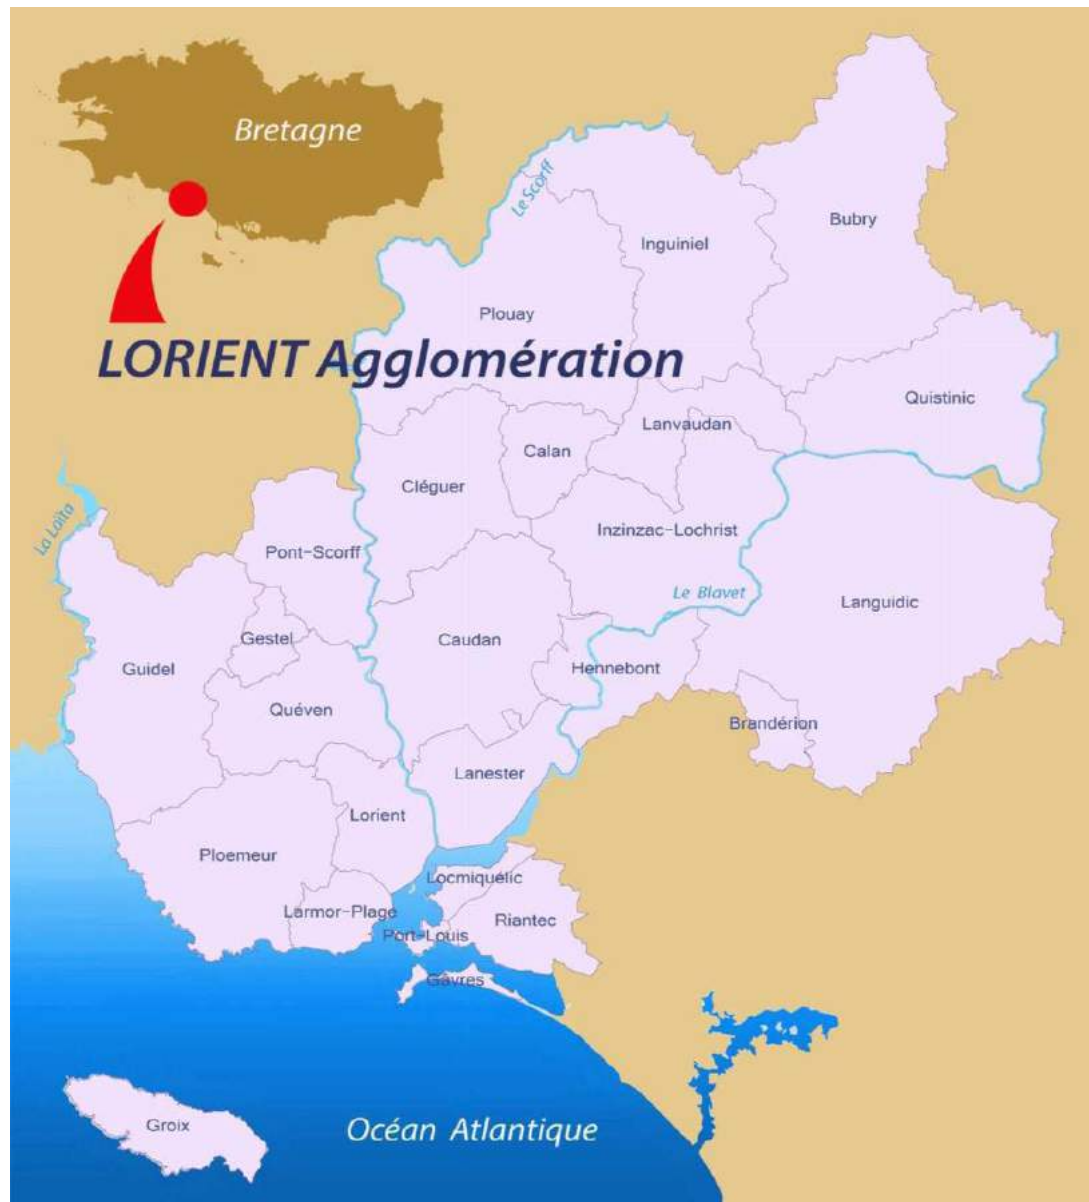 Bretagne
Le Scorff
Bubry
Inguiniel
Plouay
LORIENT Agglomération
Quistinic
Lanvaudan
Calan
Cléguer
La Laïta
Inzinzac-Lochrist
Pont-Scorff
Le Blavet
Languidic
Gestel
Caudan
Guidel
Hennebont
Quéven
Brandérion
Lanester
Lorient
Ploemeur
Locmiquélic
Larmor-Plage
Riantec
Port-Louis
Gâvres
Groix
Océan Atlantique